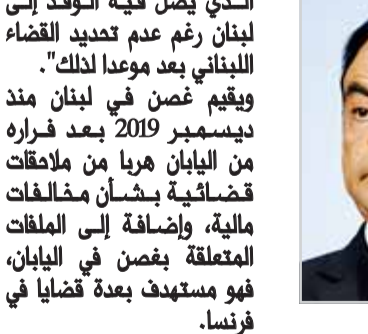 الذي يصل فيه الوفد إلى
لبنان رغم عدم تحديد القضاء
اللبناني بعد موعدا لذلك".
ويقيم غصن في لبنان منذ
ديسمبر 2019 بعد فراره
من اليابان هربا من ملاحقات
قضائية بشأن مخالفات
مالية، وإضافة إلى الملفات
المتعلقة بغصن في اليابان،
فهو مستهدف بعدة قضايا في
فرنسا.